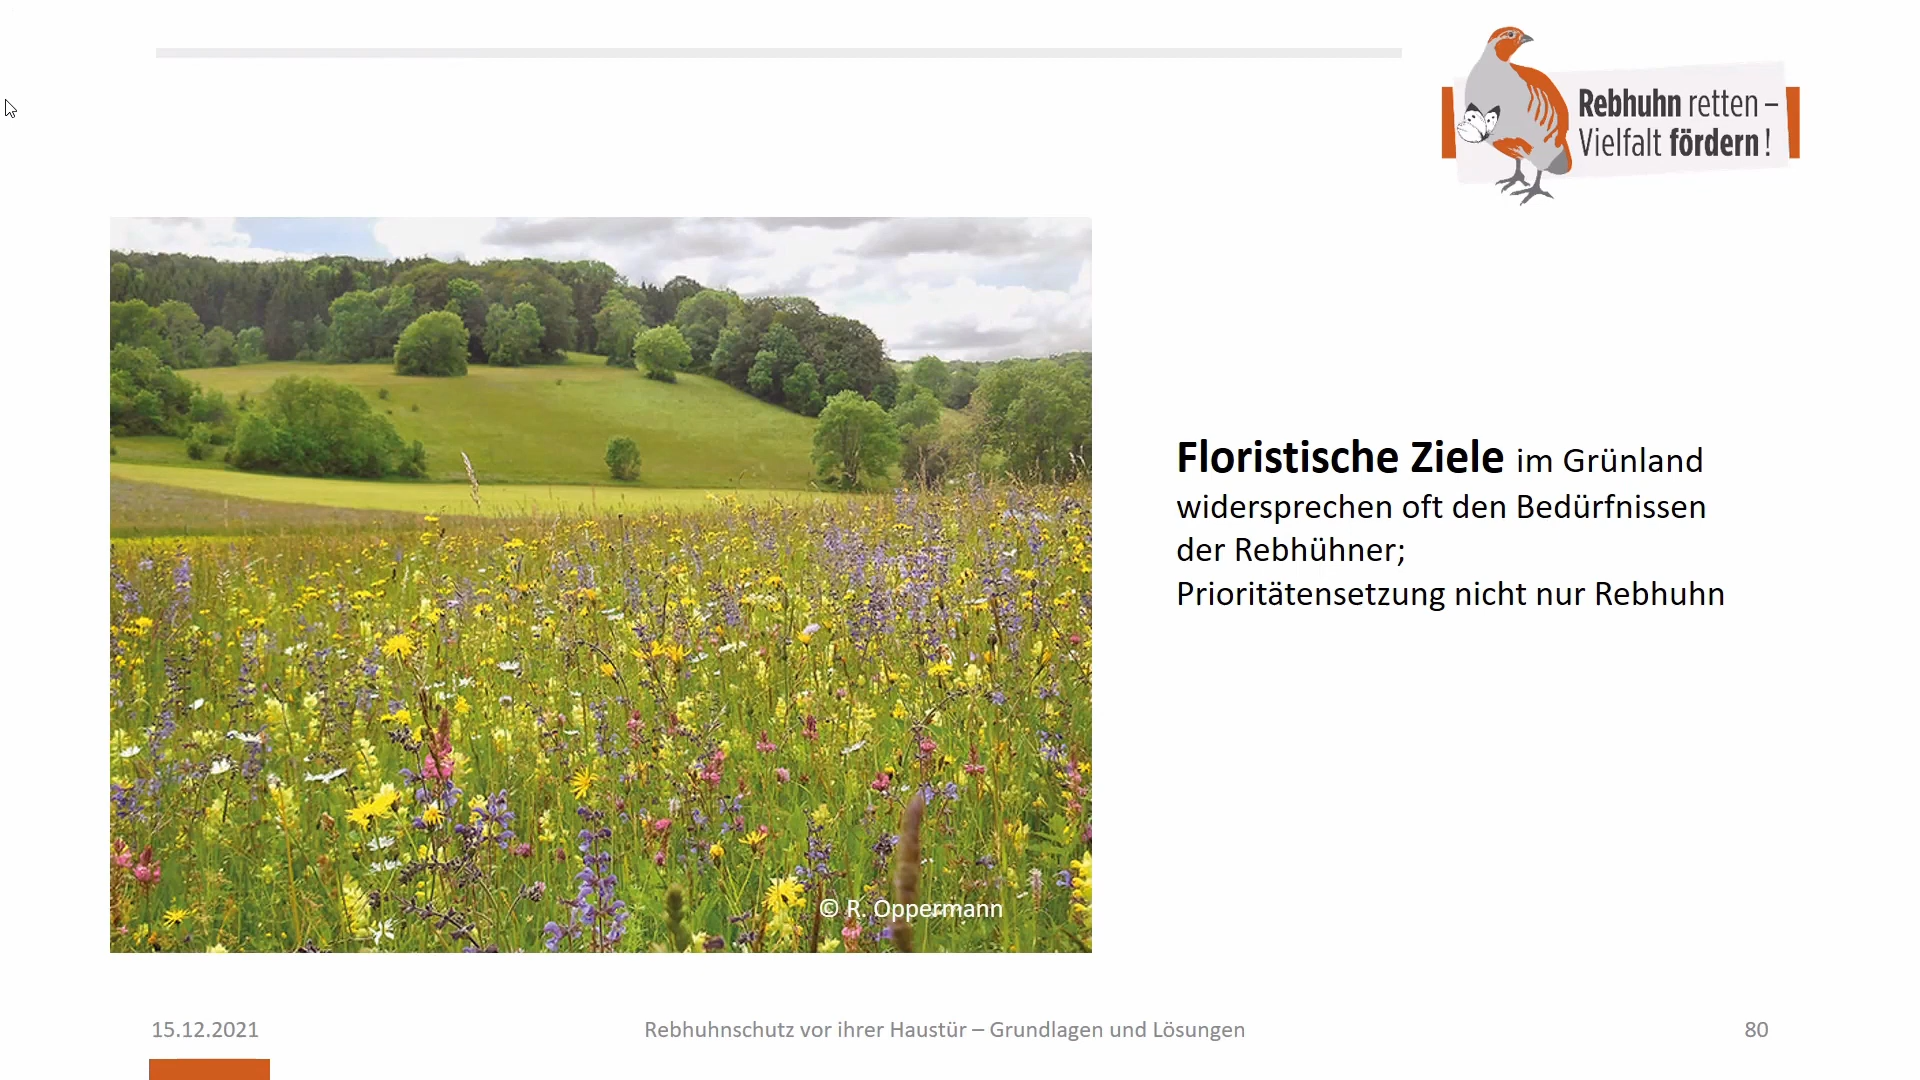 Rebhuhn retten –
Vielfalt fördern!
Floristische Ziele im Grünland
widersprechen oft den Bedürfnissen
der Rebhühner;
Prioritätensetzung nicht nur Rebhuhn
© R. Oppermann
15.12.2021
Rebhuhnschutz vor ihrer Haustür – Grundlagen und Lösungen
80